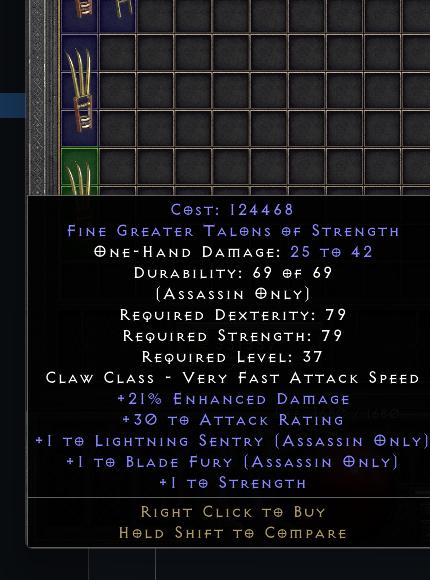 Cost: 124468
Fine Greater Talons of Strength
One-Hand Damage: 25 to 42
Durability: 69 of 69
(Assassin Only)
Required Dexterity: 79
Required Strength: 79
Required Level: 37
Claw Class - Very Fast Attack Speed
+21% Enhanced Damage
+30 to Attack Rating
+1 to Lightning Sentry (Assassin Only)
+1 to Blade Fury (Assassin Only)
+1 to Strength
Right Click to Buy
Hold Shift to Compare